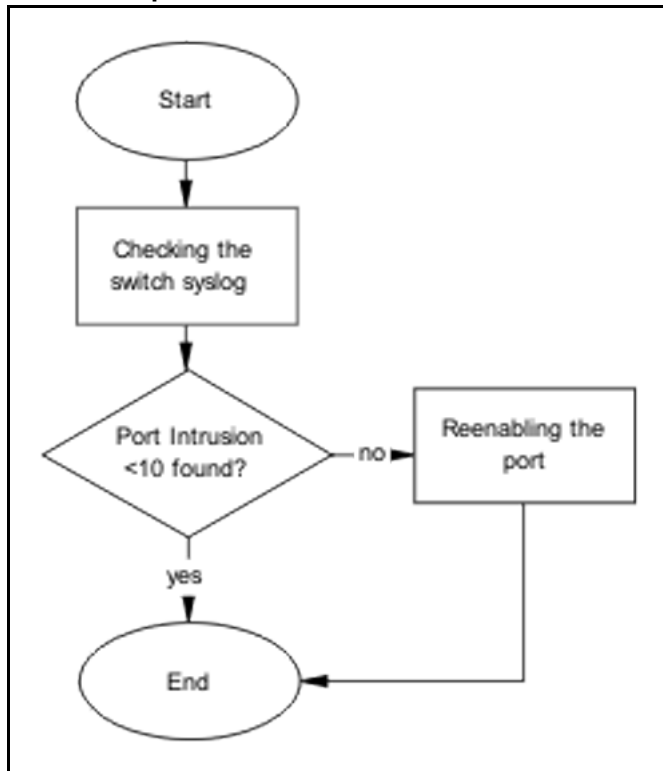 Start
Checking the
switch syslog
Port Intrusion
<10 found?
no
Reenabling the
port
yes
End